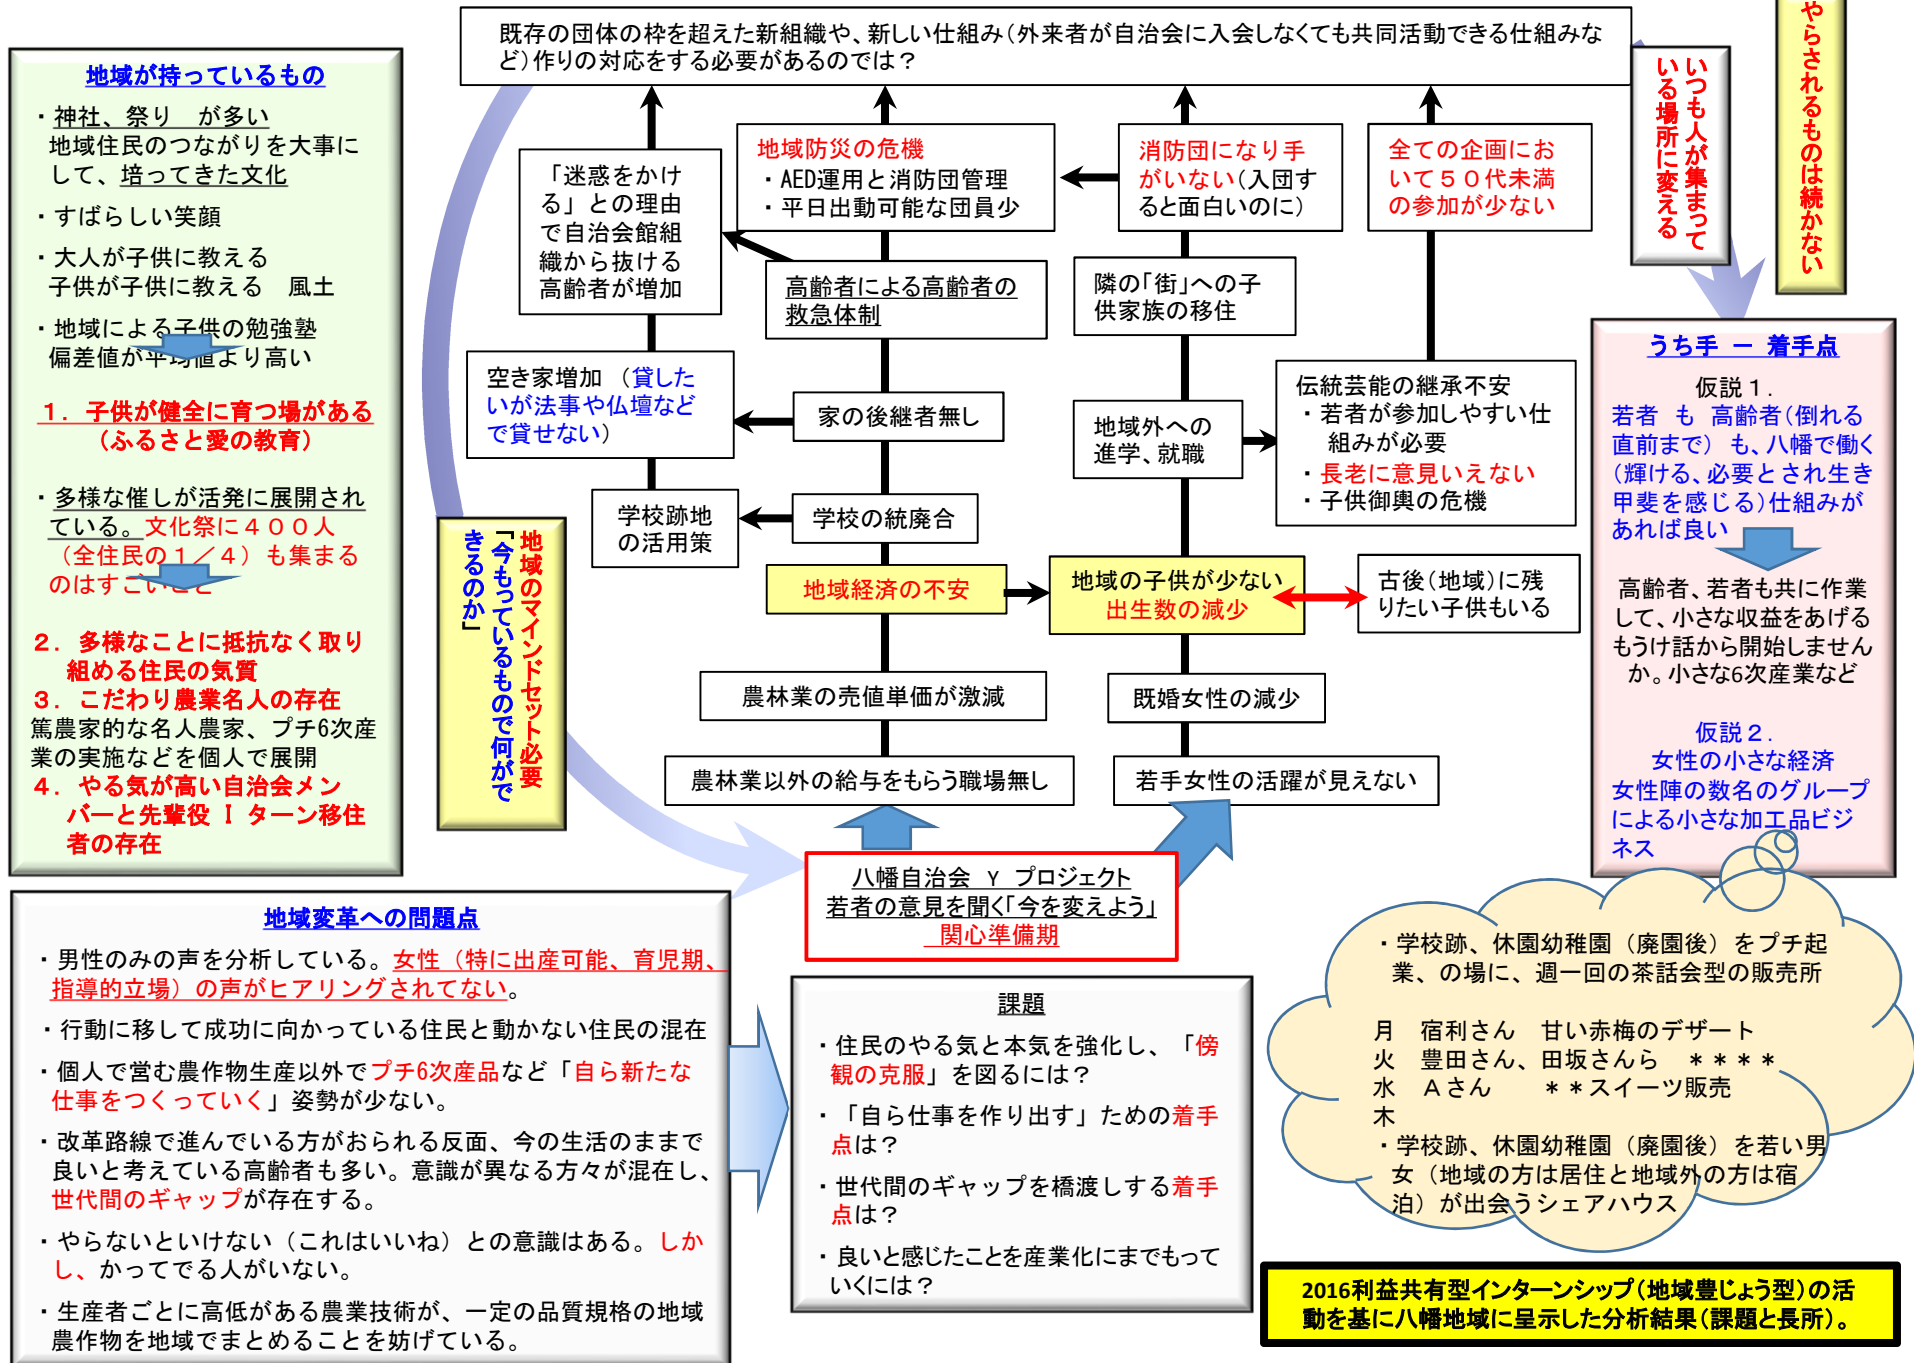 既存の団体の枠を超えた新組織や、新しい仕組み（外来者が自治会に入会しなくても共同活動できる仕組みな
ど）作りの対応をする必要があるのでは？
やらされるものは続かない
いつも人が集まって
いる場所に変える
地域が持っているもの
・神社、祭り　が多い
地域住民のつながりを大事に
して、培ってきた文化
・すばらしい笑顔
・大人が子供に教える
子供が子供に教える　風土
・地域による子供の勉強塾
偏差値が平均値より高い
１．子供が健全に育つ場がある
（ふるさと愛の教育）
・多様な催しが活発に展開され
ている。文化祭に４００人
（全住民の１／４）も集まる
のはすごいこと
２．多様なことに抵抗なく取り
組める住民の気質
３．こだわり農業名人の存在
篤農家的な名人農家、プチ6次産
業の実施などを個人で展開
４．やる気が高い自治会メン
バーと先輩役 I ターン移住
者の存在
「迷惑をかけ
る」との理由
で自治会館組
織から抜ける
高齢者が増加
地域防災の危機
・AED運用と消防団管理
・平日出動可能な団員少
消防団になり手
がいない（入団す
ると面白いのに）
全ての企画にお
いて５０代未満
の参加が少ない
高齢者による高齢者の
救急体制
隣の「街」への子
供家族の移住
空き家増加 （貸した
いが法事や仏壇など
で貸せない）
家の後継者無し
地域外への
進学、就職
伝統芸能の継承不安
・若者が参加しやすい仕
組みが必要
・長老に意見いえない
・子供御輿の危機
学校跡地
の活用策
学校の統廃合
地域のマインドセット必要
「今もっているもので何がで
きるのか」
地域経済の不安
地域の子供が少ない
出生数の減少
古後（地域）に残
りたい子供もいる
農林業の売値単価が激減
既婚女性の減少
農林業以外の給与をもらう職場無し
若手女性の活躍が見えない
八幡自治会　Y　プロジェクト
若者の意見を聞く「今を変えよう」
関心準備期
うち手 － 着手点
仮説１．
若者 も 高齢者（倒れる
直前まで） も、八幡で働く
（輝ける、必要とされ生き
甲斐を感じる）仕組みが
あれば良い
高齢者、若者も共に作業
して、小さな収益をあげる
もうけ話から開始しません
か。小さな6次産業など
仮説２．
女性の小さな経済
女性陣の数名のグループ
による小さな加工品ビジ
ネス
地域変革への問題点
・男性のみの声を分析している。女性（特に出産可能、育児期、
指導的立場）の声がヒアリングされてない。
・行動に移して成功に向かっている住民と動かない住民の混在
・個人で営む農作物生産以外でプチ6次産品など「自ら新たな
仕事をつくっていく」姿勢が少ない。
・改革路線で進んでいる方がおられる反面、今の生活のままで
良いと考えている高齢者も多い。意識が異なる方々が混在し、
世代間のギャップが存在する。
・やらないといけない（これはいいね）との意識はある。しか
し、かってでる人がいない。
・生産者ごとに高低がある農業技術が、一定の品質規格の地域
農作物を地域でまとめることを妨げている。
課題
・住民のやる気と本気を強化し、「傍
観の克服」を図るには？
・「自ら仕事を作り出す」ための着手
点は？
・世代間のギャップを橋渡しする着手
点は？
・良いと感じたことを産業化にまでもって
いくには？
・学校跡、休園幼稚園（廃園後）をプチ起
業、の場に、週一回の茶話会型の販売所
月　宿利さん　甘い赤梅のデザート
火　豊田さん、田坂さんら　＊＊＊＊
水　Ａさん　　＊＊スイーツ販売
木
・学校跡、休園幼稚園（廃園後）を若い男
女（地域の方は居住と地域外の方は宿
泊）が出会うシェアハウス
2016利益共有型インターンシップ（地域豊じょう型）の活
動を基に八幡地域に呈示した分析結果（課題と長所）。